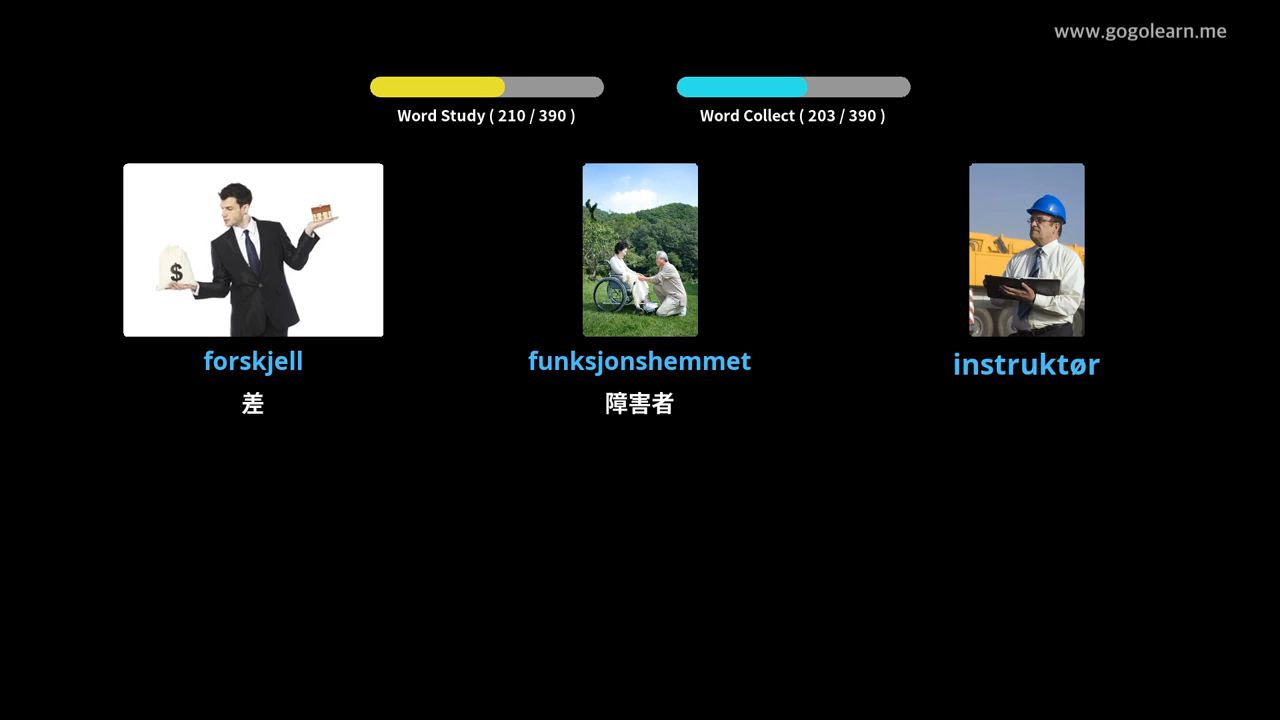 www.gogolearn.me
Word Study ( 210 / 390 )
Word Collect ( 203 / 390 )
$
forskjell
funksjonshemmet
instruktør
差
障害者